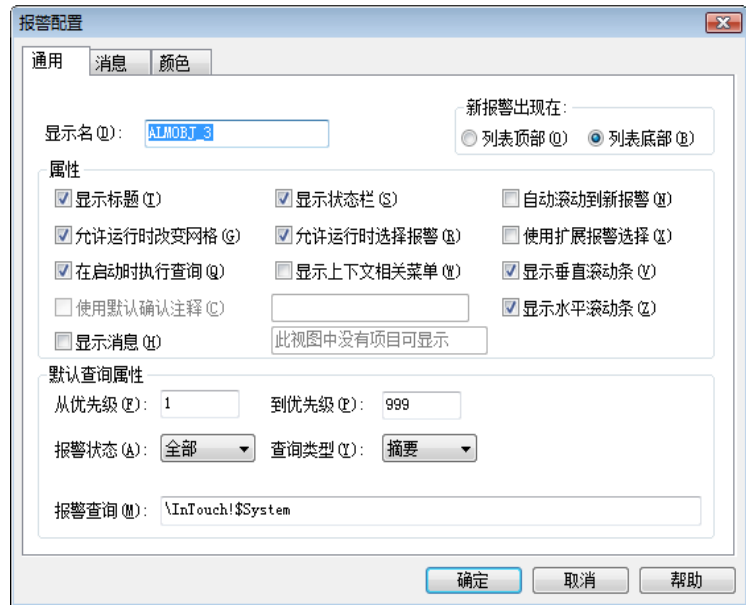 报警配置
通用 消息 颜色
新报警出现在:
显示名(D): ALMOBJ_3 列表顶部(O) 列表底部(B)
属性
显示标题(T) 显示状态栏(S) 自动滚动到新报警(N)
允许运行时改变网格(G) 允许运行时选择报警(R) 使用扩展报警选择(X)
在启动时执行查询(Q) 显示上下文相关菜单(W) 显示垂直滚动条(V)
使用默认确认注释(C) 显示水平滚动条(Z)
显示消息(H) 此视图中没有项目可显示
默认查询属性
从优先级(F): 1 到优先级(P): 999
报警状态(A): 全部 查询类型(Y): 摘要
报警查询(M): \InTouch!$System
确定 取消 帮助